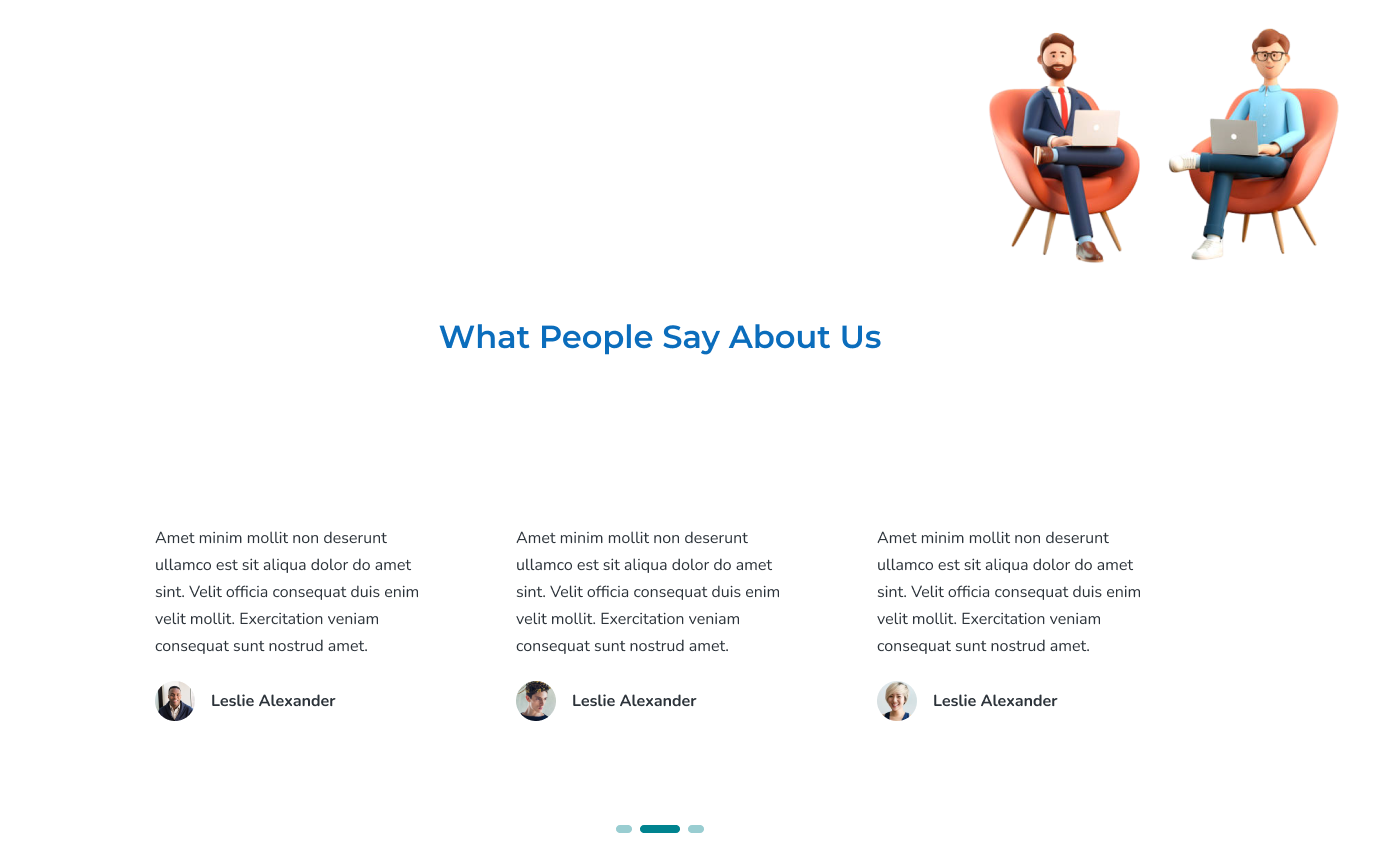 What People Say About Us
Amet minim mollit non deserunt
ullamco est sit aliqua dolor do amet
sint. Velit officia consequat duis enim
velit mollit. Exercitation veniam
consequat sunt nostrud amet.
Leslie Alexander
Amet minim mollit non deserunt
ullamco est sit aliqua dolor do amet
sint. Velit officia consequat duis enim
velit mollit. Exercitation veniam
consequat sunt nostrud amet.
Leslie Alexander
Amet minim mollit non deserunt
ullamco est sit aliqua dolor do amet
sint. Velit officia consequat duis enim
velit mollit. Exercitation veniam
consequat sunt nostrud amet.
Leslie Alexander